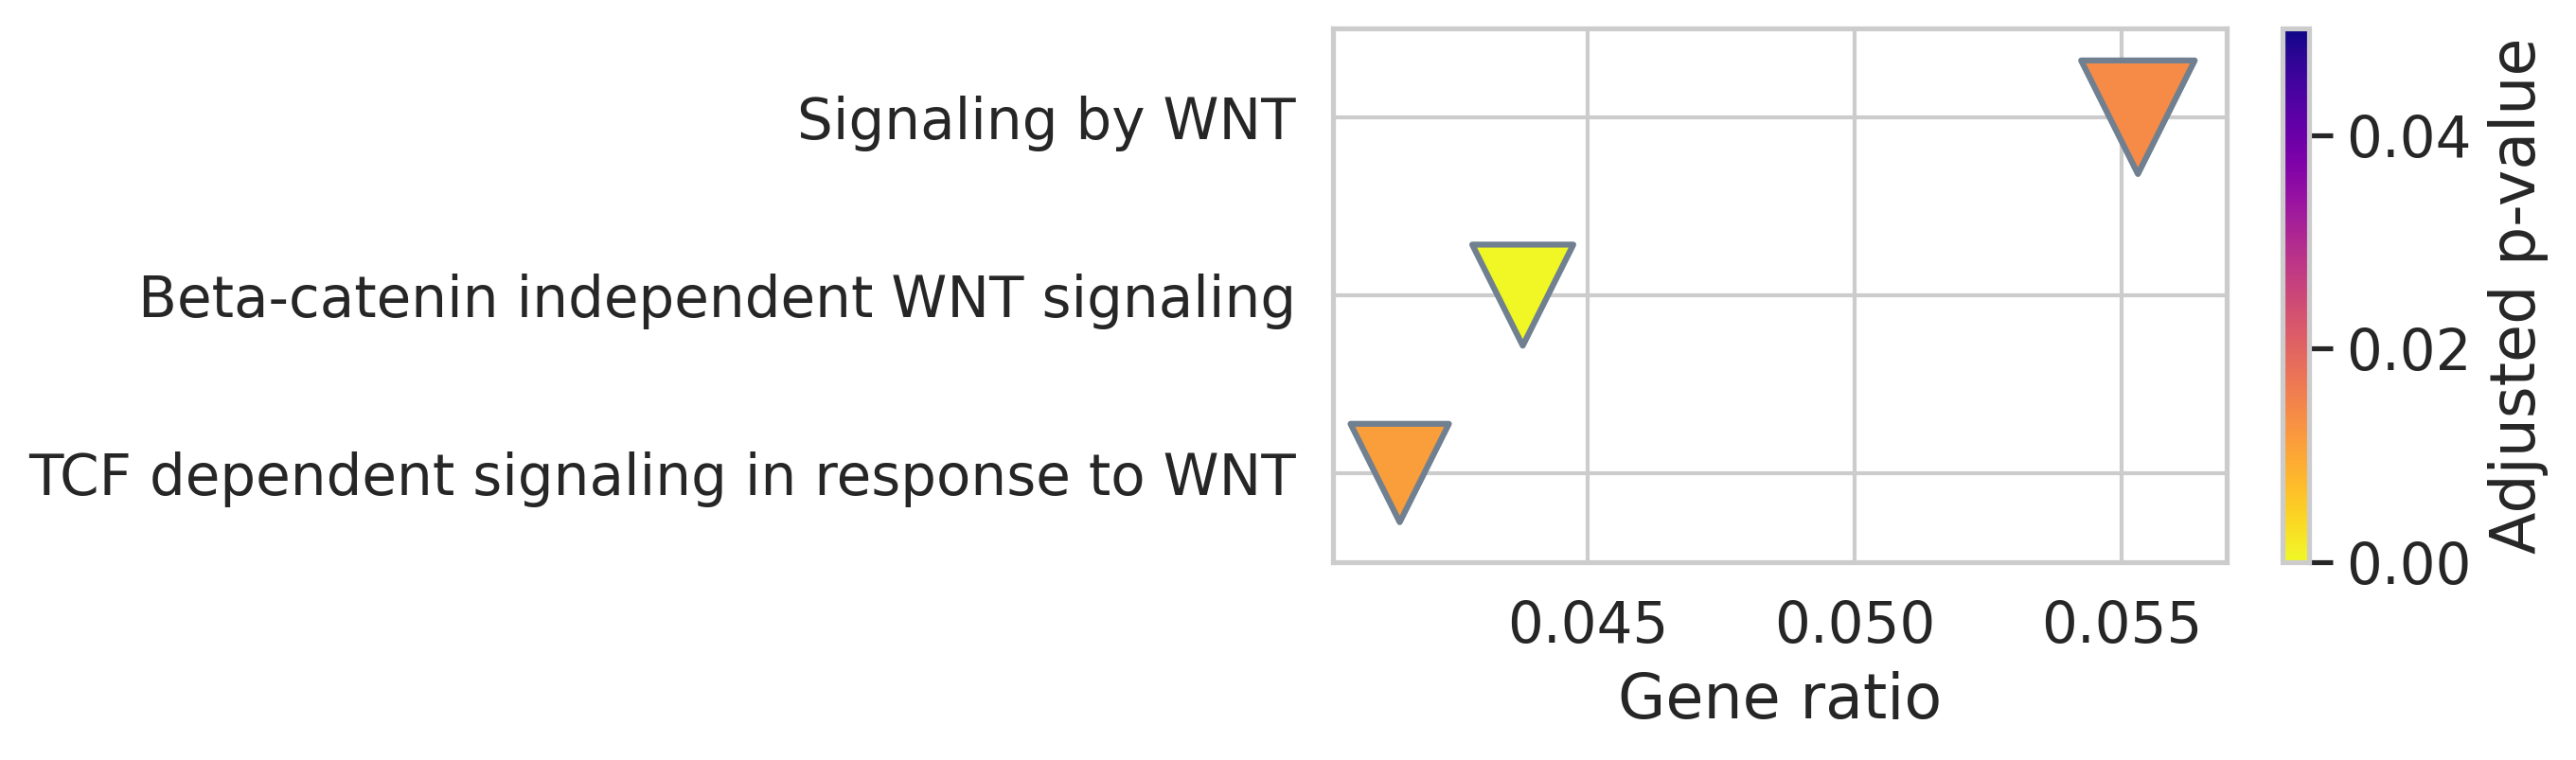 Signaling by WNT
Beta-catenin independent WNT signaling
TCF dependent signaling in response to WNT
0.045 0.050 0.055
Gene ratio
0.04
0.02
0.00
Adjusted p-value